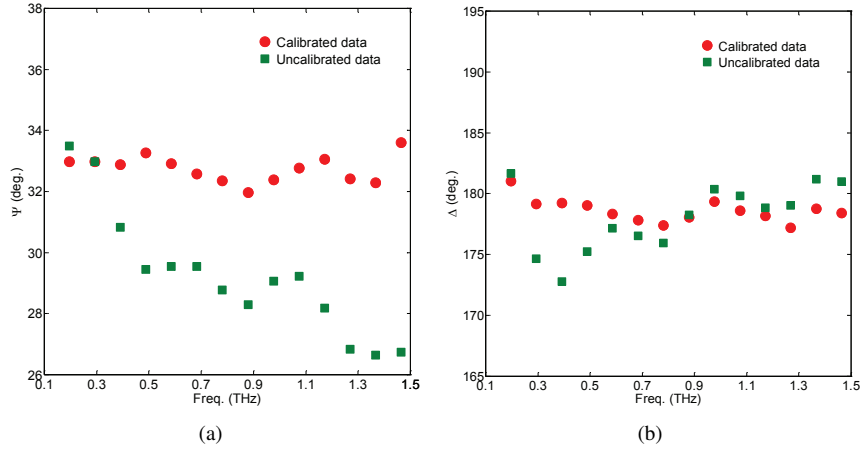 38
36
34
32
30
28
26
Ψ (deg.)
Calibrated data
Uncalibrated data
0.1 0.3 0.5 0.7 0.9 1.1 1.3 1.5
Freq. (THz)
(a)
195
190
185
180
175
170
165
Δ (deg.)
Calibrated data
Uncalibrated data
0.1 0.3 0.5 0.7 0.9 1.1 1.3 1.5
Freq. (THz)
(b)